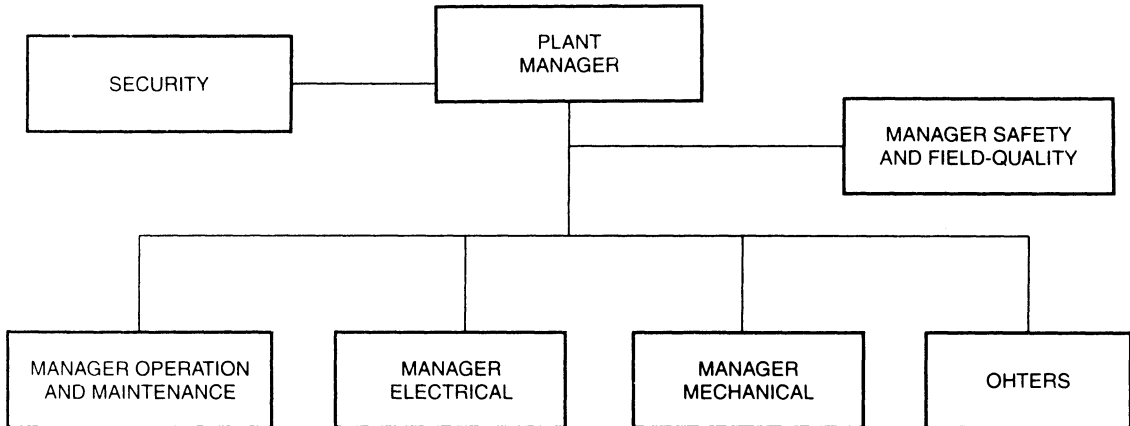 PLANT
MANAGER
SECURITY
MANAGER SAFETY
AND FIELD-QUALITY
MANAGER OPERATION
AND MAINTENANCE
MANAGER
ELECTRICAL
MANAGER
MECHANICAL
OHTERS